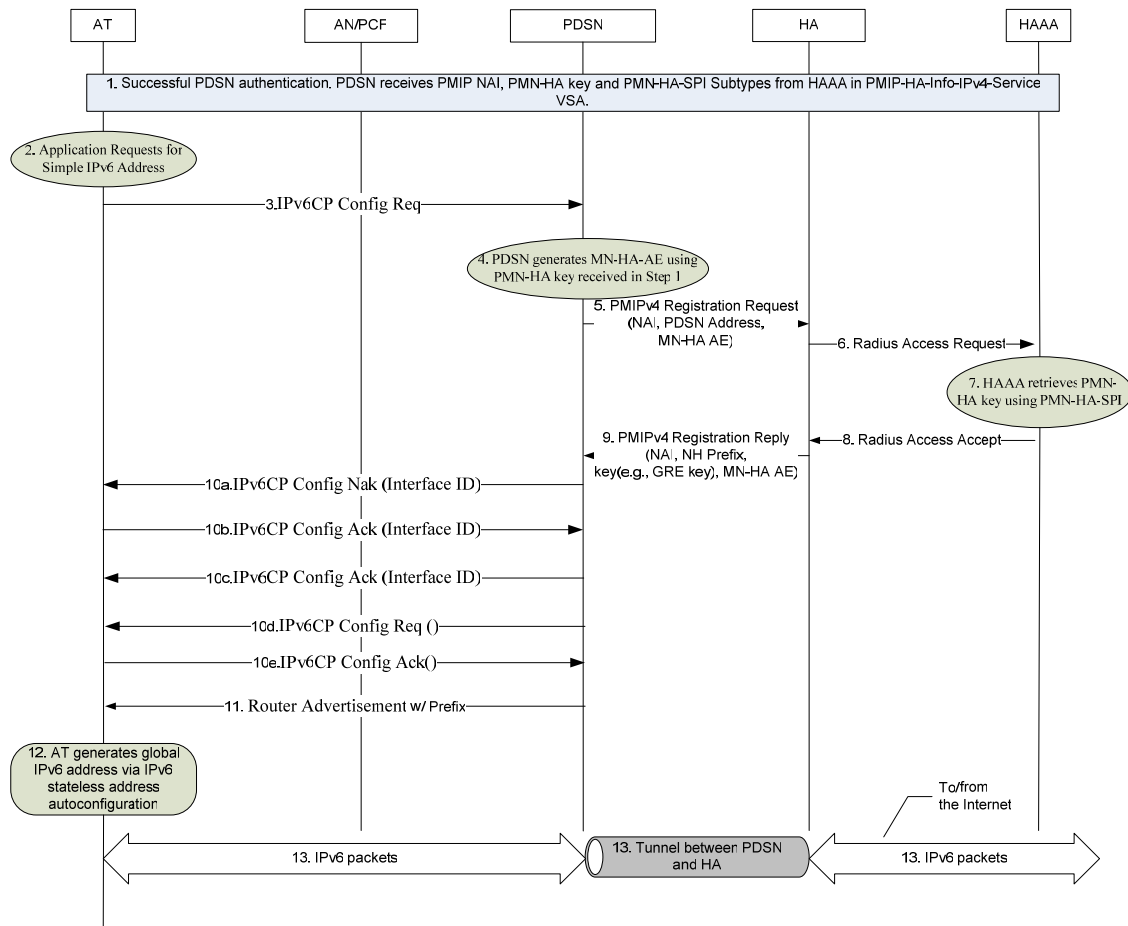 AT
AN/PCF
PDSN
HA
HAAA
1. Successful PDSN authentication. PDSN receives PMIP NAI, PMN-HA key and PMN-HA-SPI Subtypes from HAAA in PMIP-HA-Info-IPv4-Service
VSA.
2. Application Requests for
Simple IPv6 Address
3.IPv6CP Config Req
4. PDSN generates MN-HA-AE using
PMN-HA key received in Step 1
5. PMIPv4 Registration Request
(NAI, PDSN Address,
MN-HA AE)
6. Radius Access Request
7. HAAA retrieves PMN-
HA key using PMN-HA-SPI
8. Radius Access Accept
9. PMIPv4 Registration Reply
(NAI, NH Prefix,
key(e.g., GRE key), MN-HA AE)
10a.IPv6CP Config Nak (Interface ID)
10b.IPv6CP Config Ack (Interface ID)
10c.IPv6CP Config Ack (Interface ID)
10d.IPv6CP Config Req ()
10e.IPv6CP Config Ack()
11. Router Advertisement w/ Prefix
12. AT generates global
IPv6 address via IPv6
stateless address
autoconfiguration
To/from
the Internet
13. IPv6 packets
13. Tunnel between PDSN
and HA
13. IPv6 packets